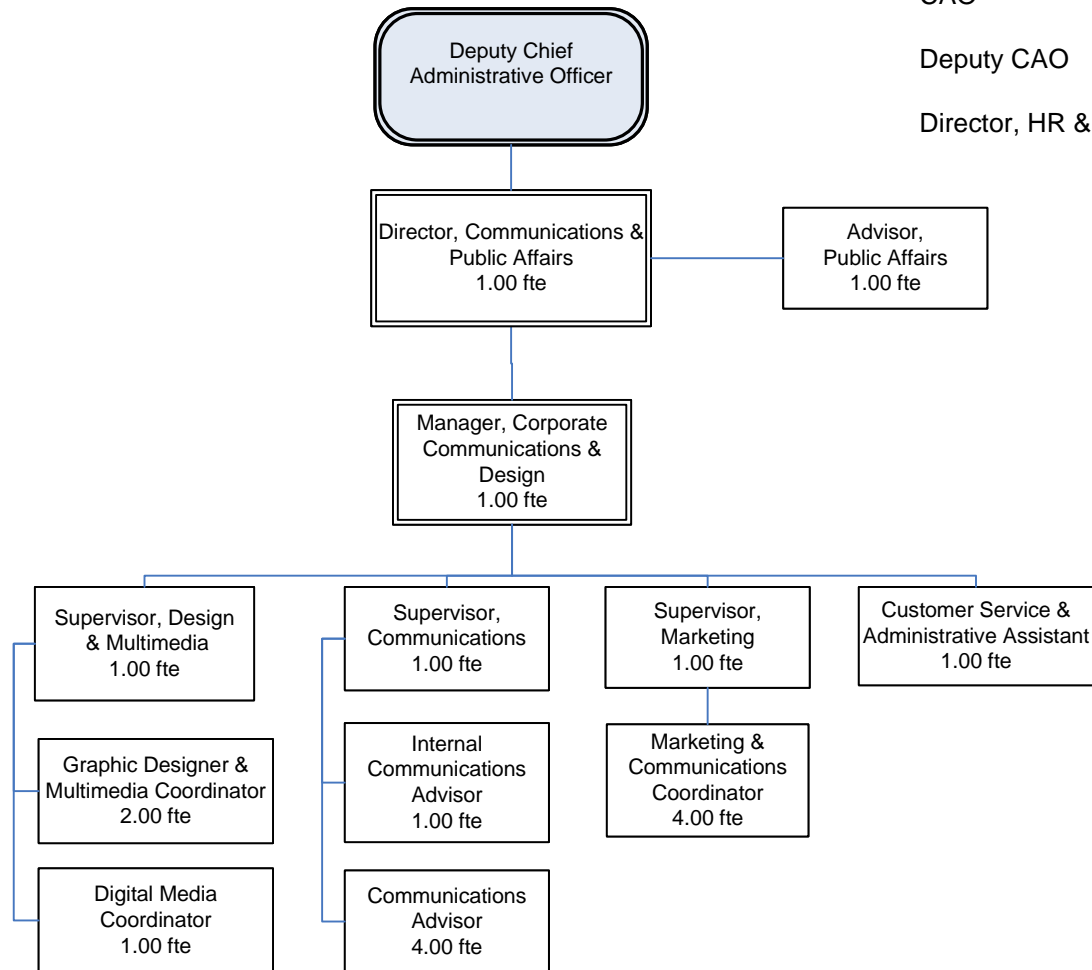 CAO
Deputy CAO
Director, HR &
Deputy Chief
Administrative Officer
Director, Communications &
Public Affairs
1.00 fte
Advisor,
Public Affairs
1.00 fte
Manager, Corporate
Communications &
Design
1.00 fte
Supervisor, Design
& Multimedia
1.00 fte
Supervisor,
Communications
1.00 fte
Supervisor,
Marketing
1.00 fte
Customer Service &
Administrative Assistant
1.00 fte
Graphic Designer &
Multimedia Coordinator
2.00 fte
Internal
Communications
Advisor
1.00 fte
Marketing &
Communications
Coordinator
4.00 fte
Digital Media
Coordinator
1.00 fte
Communications
Advisor
4.00 fte